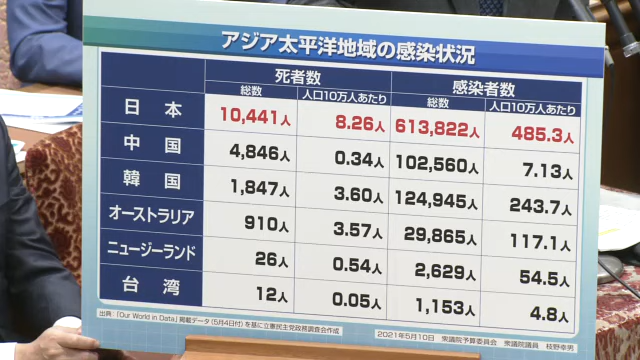 アジア太平洋地域の感染状況
死者数 感染者数
総数 人口10万人あたり 総数 人口10万人あたり
日本 10,441人 8.26人 613,822人 485.3人
中国 4,846人 0.34人 102,560人 7.13人
韓国 1,847人 3.60人 124,945人 243.7人
オーストラリア 910人 3.57人 29,865人 117.1人
ニュージーランド 26人 0.54人 2,629人 54.5人
台湾 12人 0.05人 1,153人 4.8人
出典:「Our World in Data」掲載データ(5月4日付)を基に立憲民主党政務調査会作成
2021年5月10日 衆議院予算委員会 衆議院議員 枝野幸男